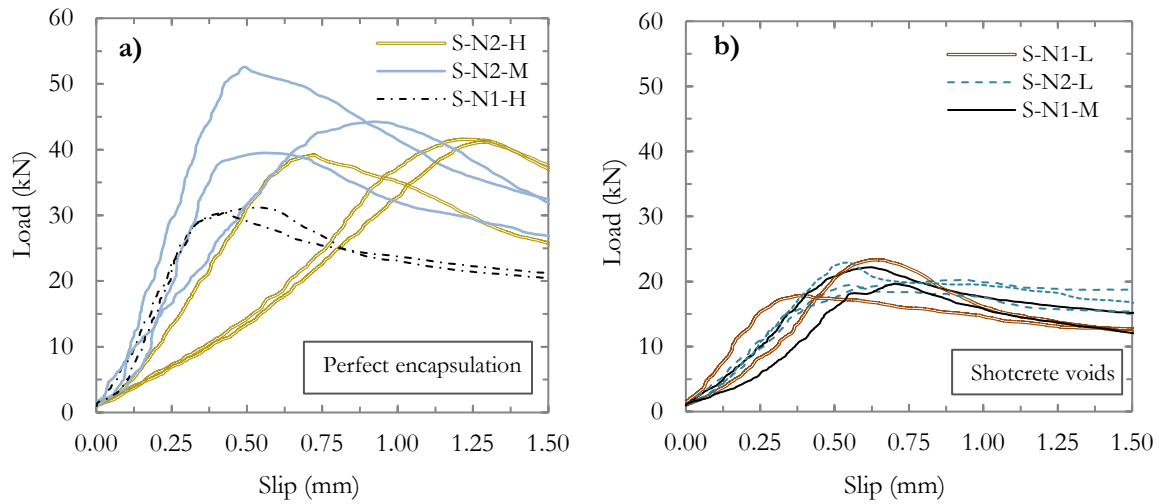 a)
S-N2-H
S-N2-M
S-N1-H
60
50
40
30
20
10
0
Load (kN)
Perfect encapsulation
0.00 0.25 0.50 0.75 1.00 1.25 1.50
Slip (mm)
b)
S-N1-L
S-N2-L
S-N1-M
60
50
40
30
20
10
0
Load (kN)
Shotcrete voids
0.00 0.25 0.50 0.75 1.00 1.25 1.50
Slip (mm)